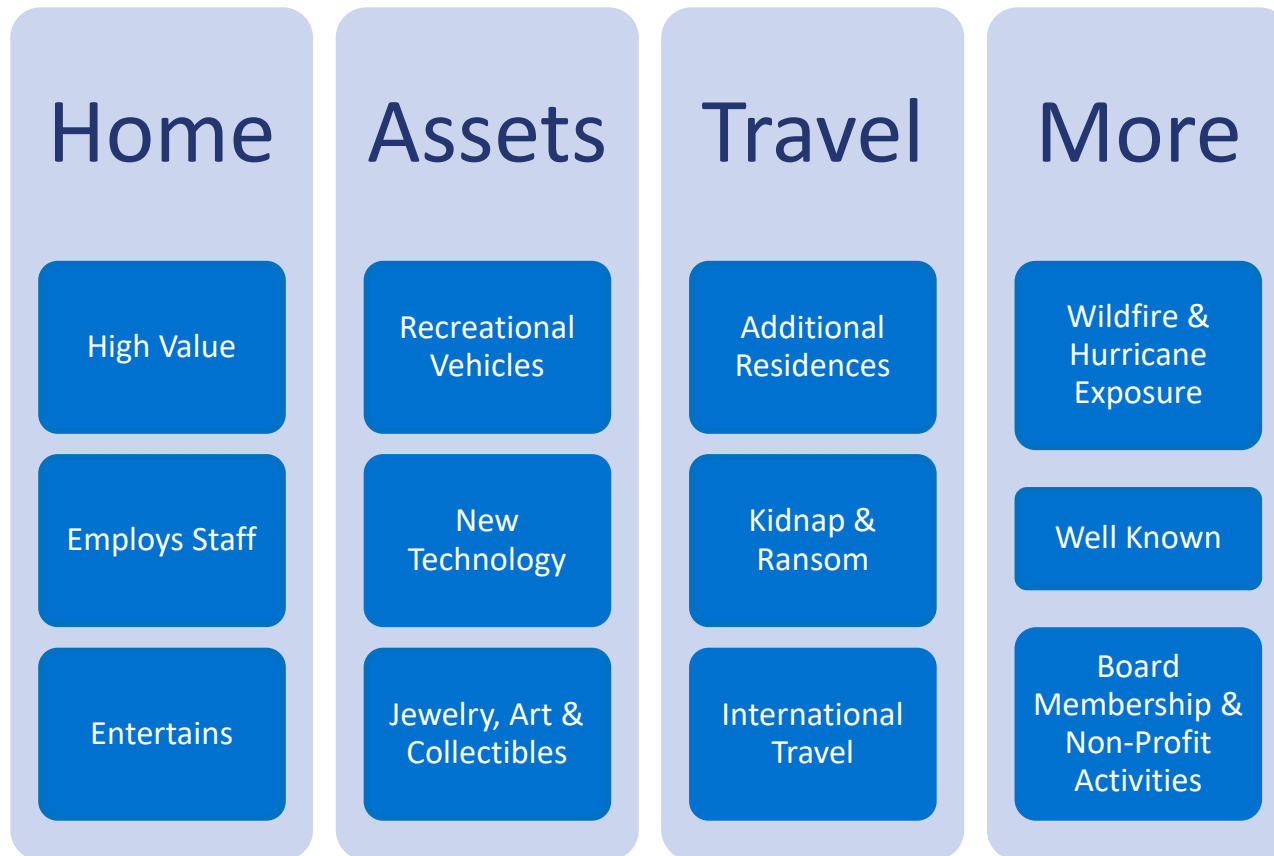 Home
High Value
Employs Staff
Entertains
Assets
Recreational
Vehicles
New
Technology
Jewelry, Art &
Collectibles
Travel
Additional
Residences
Kidnap &
Ransom
International
Travel
More
Wildfire &
Hurricane
Exposure
Well Known
Board
Membership &
Non-Profit
Activities